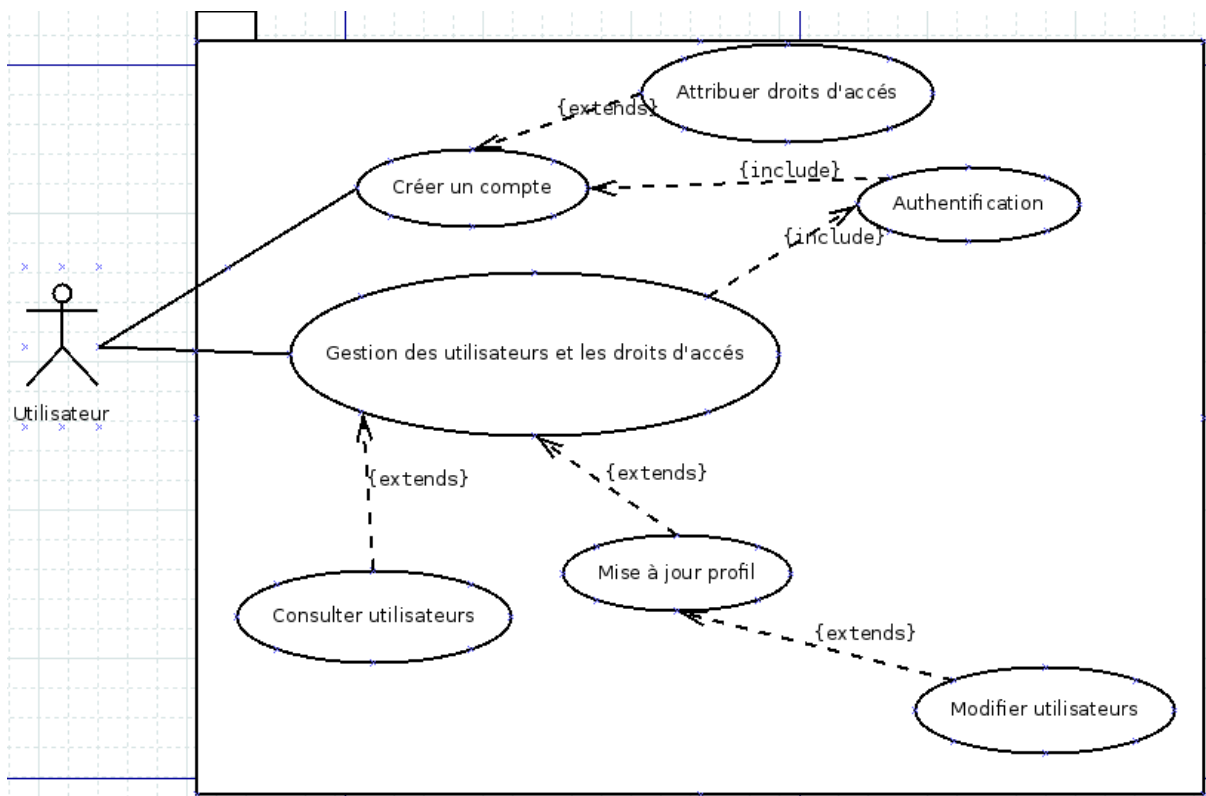 Attribuer droits d'accés
{extends}
{include}
Créer un compte
Authentification
{include}
Gestion des utilisateurs et les droits d'accés
Utilisateur
{extends}
{extends}
Mise à jour profil
Consulter utilisateurs
{extends}
Modifier utilisateurs